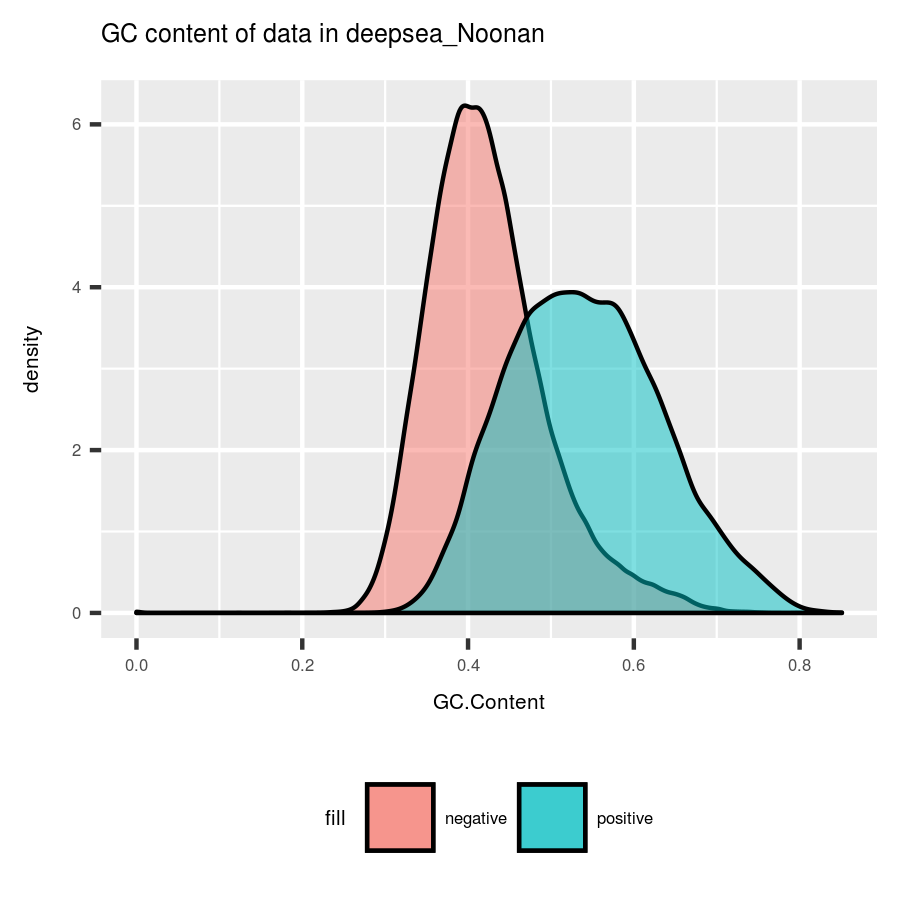 GC content of data in deepsea_Noonan
6
4
2
0
density
0.0 0.2 0.4 0.6 0.8
GC.Content
fill negative positive